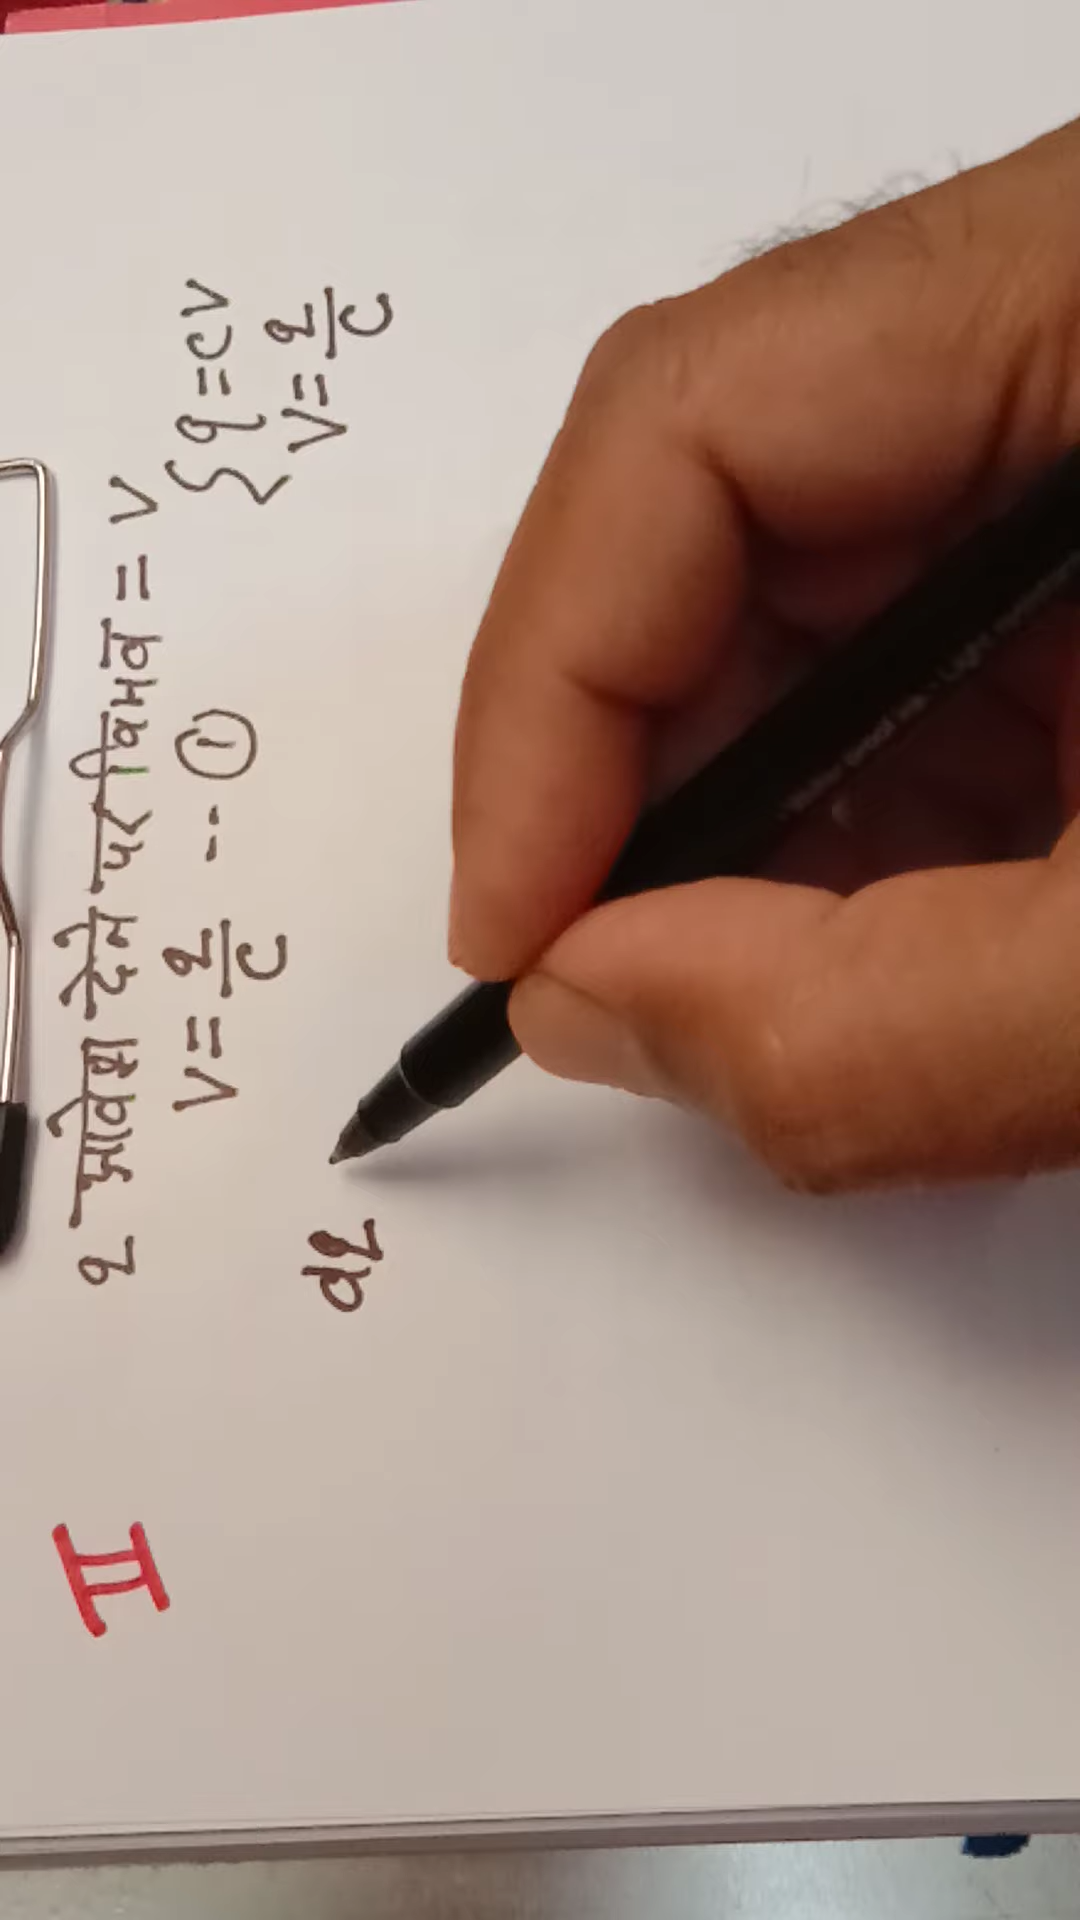 II
q आवेश देने पर विभव = V
V = q/C -- ①
{ q = CV
V = q/C
dq